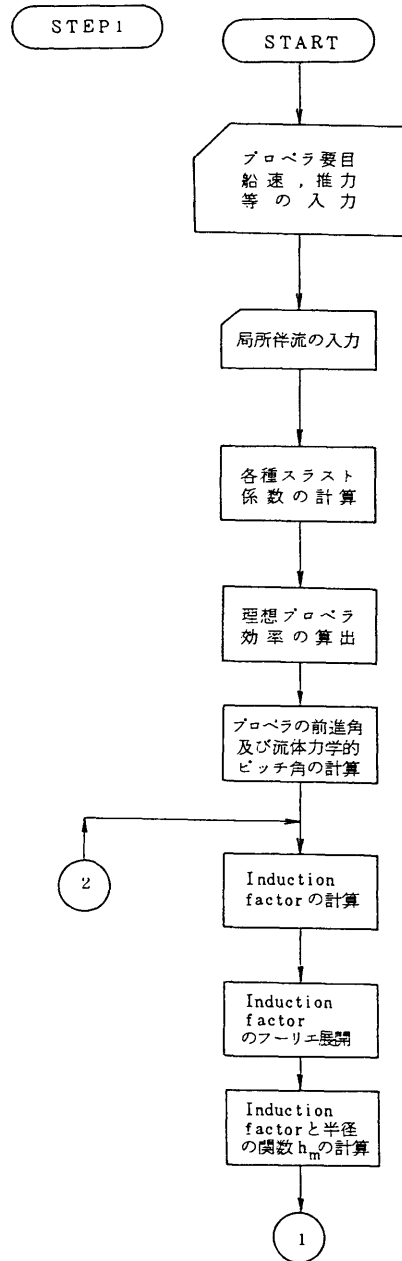 STEP1
START
プロペラ要目
船速,推力
等の入力
局所伴流の入力
各種スラスト
係数の計算
理想プロペラ
効率の算出
プロペラの前進角
及び流体力学的
ピッチ角の計算
2
Induction
factorの計算
Induction
factor
のフーリエ展開
Induction
factorと半径
の関数hmの計算
1